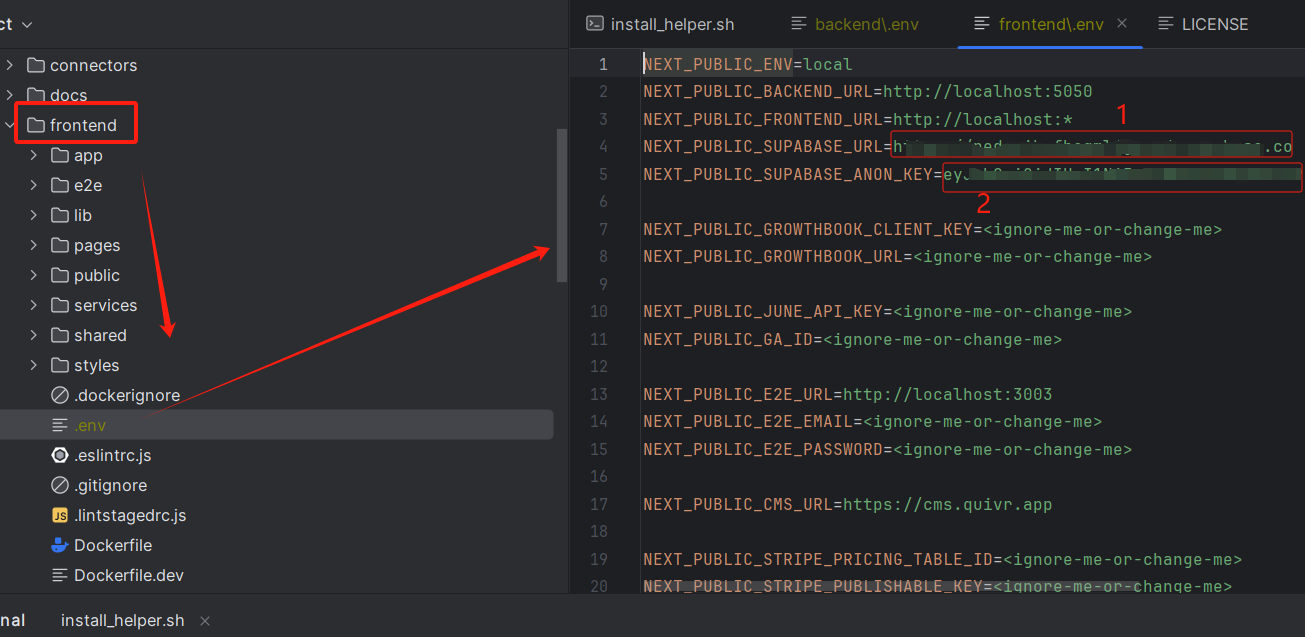 ct
connectors
docs
frontend
app
e2e
lib
pages
public
services
shared
styles
.dockerignore
.env
.eslintrc.js
.gitignore
JS .lintstagedrc.js
Dockerfile
Dockerfile.dev
install_helper.sh
backend\.env
frontend\.env
LICENSE
1 NEXT_PUBLIC_ENV=local
2 NEXT_PUBLIC_BACKEND_URL=http://localhost:5050
3 NEXT_PUBLIC_FRONTEND_URL=http://localhost:*
1
4 NEXT_PUBLIC_SUPABASE_URL= .co
5 NEXT_PUBLIC_SUPABASE_ANON_KEY=
2
6
7 NEXT_PUBLIC_GROWTHBOOK_CLIENT_KEY=<ignore-me-or-change-me>
8 NEXT_PUBLIC_GROWTHBOOK_URL=<ignore-me-or-change-me>
9
10 NEXT_PUBLIC_JUNE_API_KEY=<ignore-me-or-change-me>
11 NEXT_PUBLIC_GA_ID=<ignore-me-or-change-me>
12
13 NEXT_PUBLIC_E2E_URL=http://localhost:3003
14 NEXT_PUBLIC_E2E_EMAIL=<ignore-me-or-change-me>
15 NEXT_PUBLIC_E2E_PASSWORD=<ignore-me-or-change-me>
16
17 NEXT_PUBLIC_CMS_URL=https://cms.quivr.app
18
19 NEXT_PUBLIC_STRIPE_PRICING_TABLE_ID=<ignore-me-or-change-me>
20 NEXT_PUBLIC_STRIPE_PUBLISHABLE_KEY=<ignore-me-or-change-me>
nal
install_helper.sh